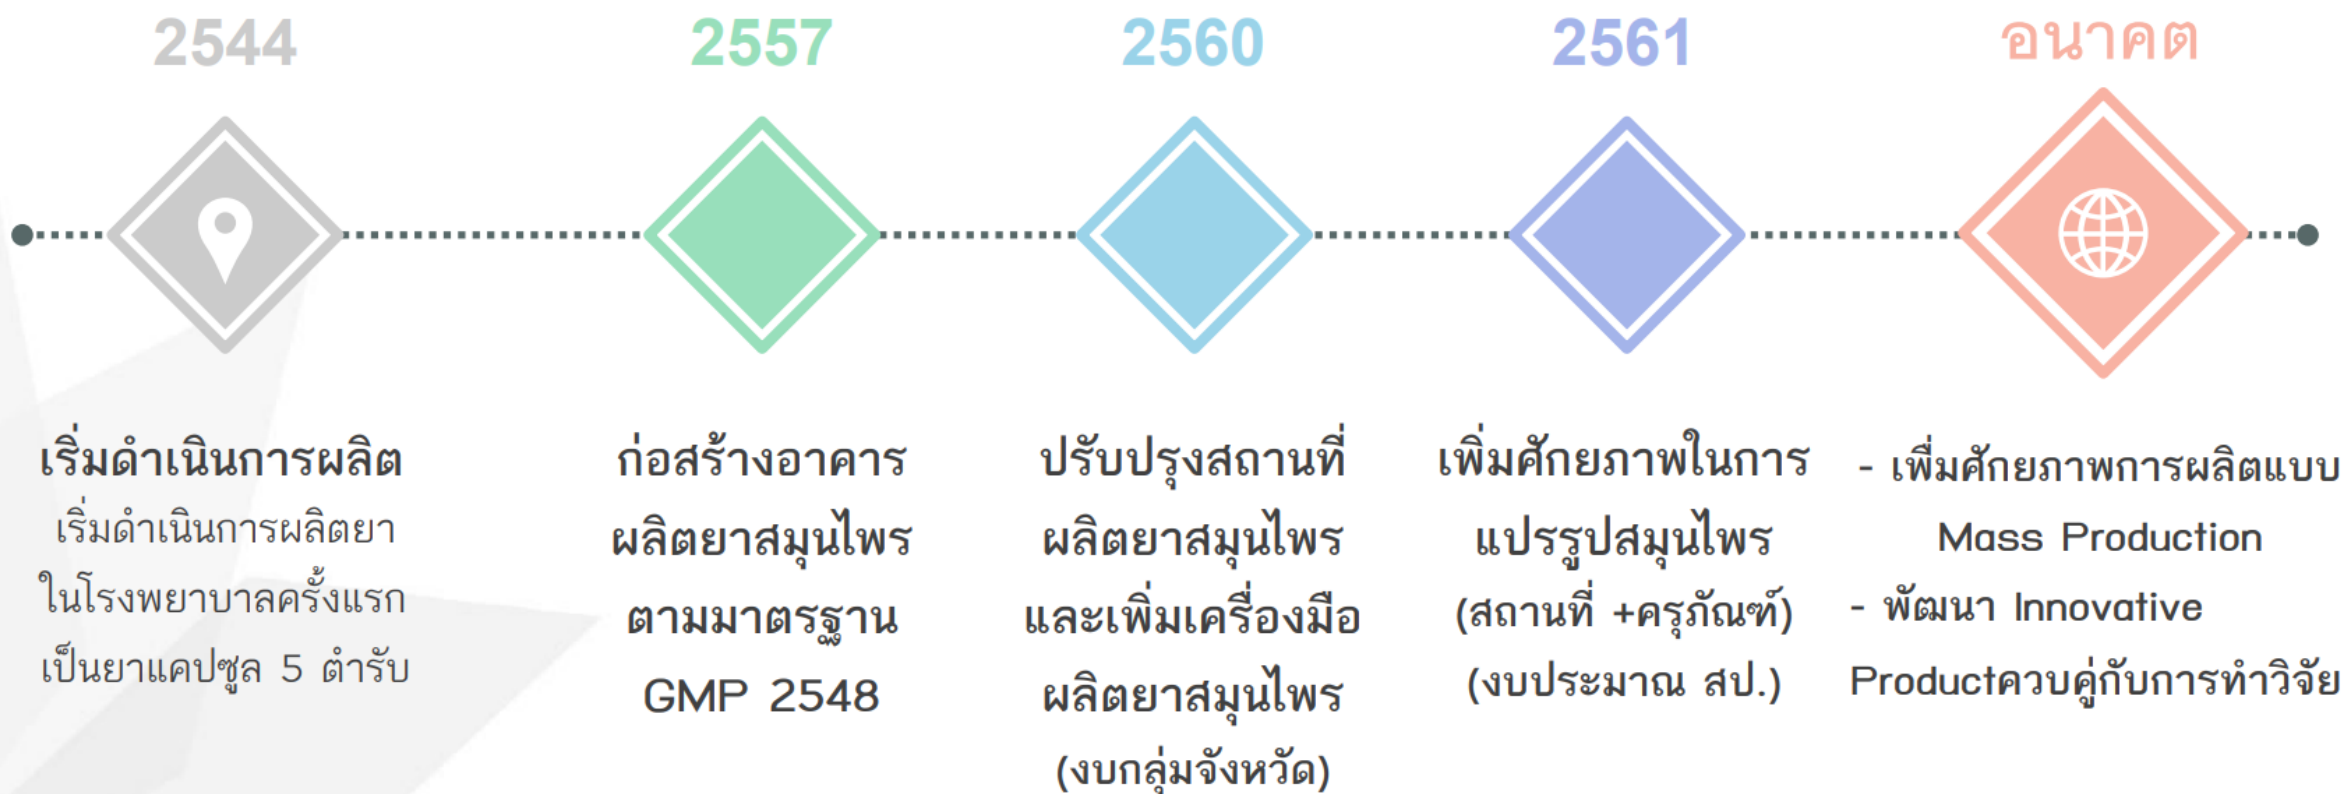 2544
เริ่มดำเนินการผลิต
เริ่มดำเนินการผลิตยา
ในโรงพยาบาลครั้งแรก
เป็นยาแคปซูล 5 ตำรับ
2557
ก่อสร้างอาคาร
ผลิตยาสมุนไพร
ตามมาตรฐาน
GMP 2548
2560
ปรับปรุงสถานที่
ผลิตยาสมุนไพร
และเพิ่มเครื่องมือ
ผลิตยาสมุนไพร
(งบกลุ่มจังหวัด)
2561
เพิ่มศักยภาพในการ
แปรรูปสมุนไพร
(สถานที่ +ครุภัณฑ์)
(งบประมาณ สป.)
อนาคต
- เพื่มศักยภาพการผลิตแบบ
Mass Production
- พัฒนา Innovative
Productควบคู่กับการทำวิจัย